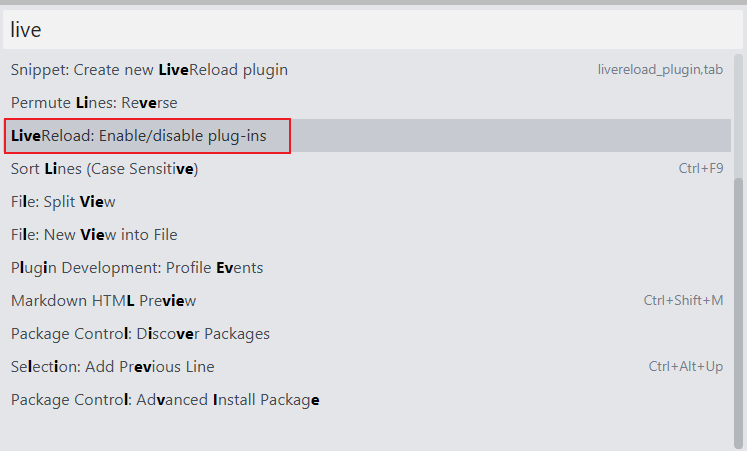 live
Snippet: Create new LiveReload plugin livereload_plugin,tab
Permute Lines: Reverse
LiveReload: Enable/disable plug-ins
Sort Lines (Case Sensitive) Ctrl+F9
File: Split View
File: New View into File
Plugin Development: Profile Events
Markdown HTML Preview Ctrl+Shift+M
Package Control: Discover Packages
Selection: Add Previous Line Ctrl+Alt+Up
Package Control: Advanced Install Package